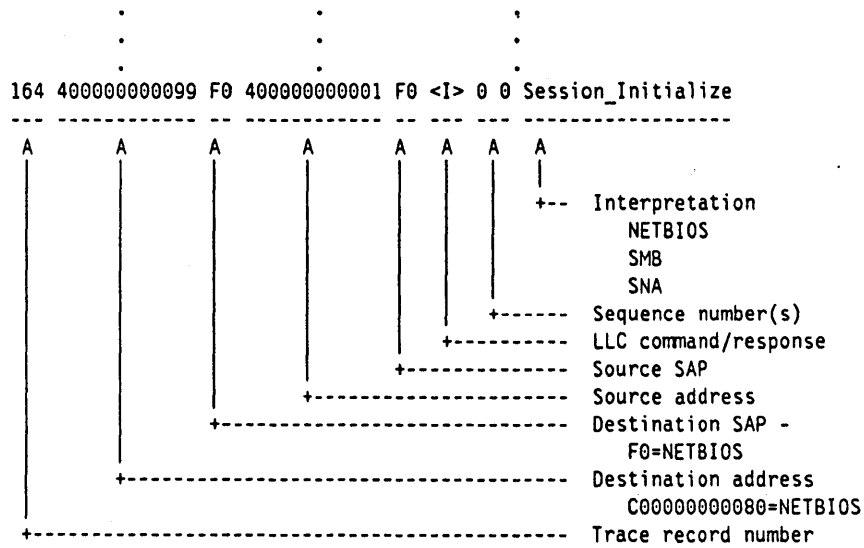 164 400000000099 F0 400000000001 F0 <I> 0 0 Session_Initialize
--- ------------ -- ------------ -- --- --- ------------------
A A A A A A A A
+-- Interpretation
NETBIOS
SMB
SNA
+------ Sequence number(s)
+---------- LLC command/response
+-------------- Source SAP
+---------------------- Source address
+------------------------------ Destination SAP -
F0=NETBIOS
+-------------------------------------- Destination address
C00000000080=NETBIOS
+---------------------------------------------- Trace record number